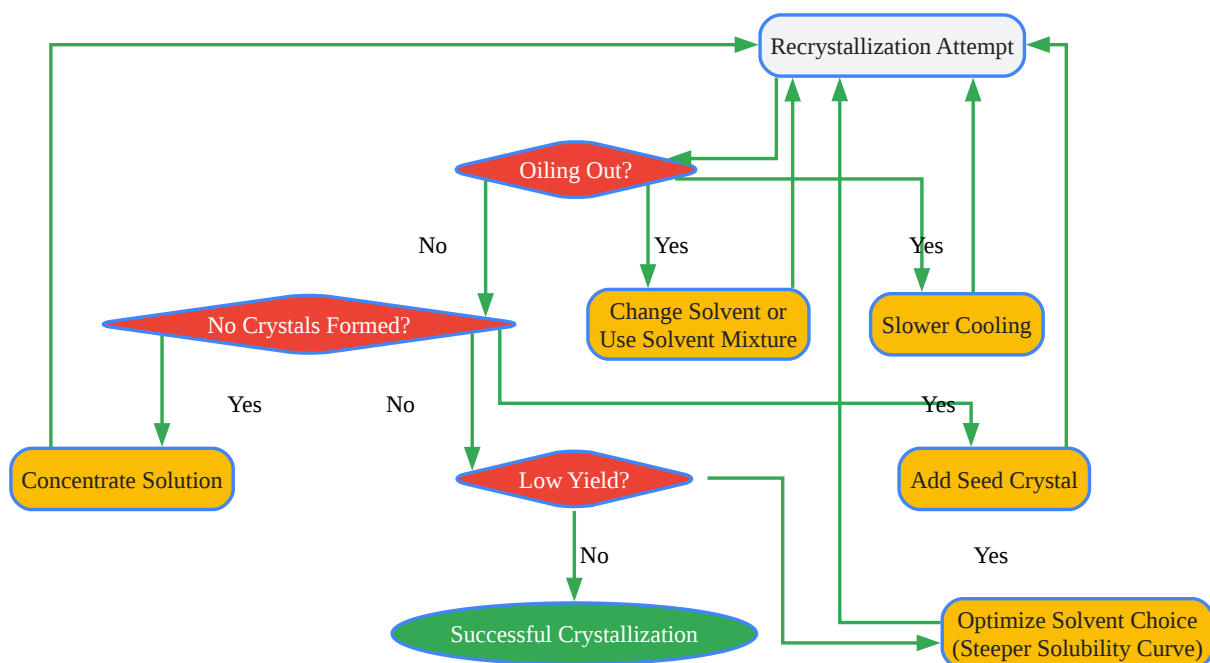 Recrystallization Attempt
Oiling Out?
No
Yes
Yes
Change Solvent or
Use Solvent Mixture
Slower Cooling
No Crystals Formed?
Yes
No
Yes
Concentrate Solution
Low Yield?
Add Seed Crystal
No
Yes
Successful Crystallization
Optimize Solvent Choice
(Steeper Solubility Curve)